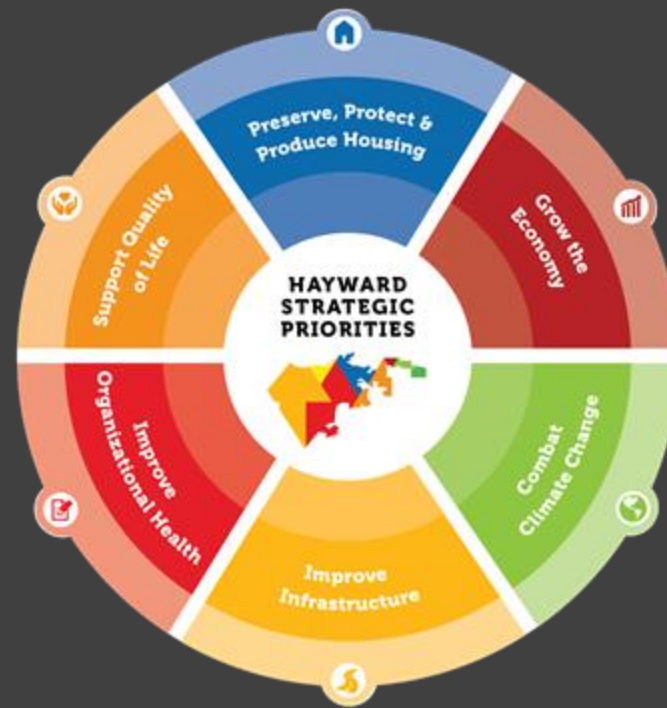 Preserve, Protect &
Produce Housing
Grow the
Economy
Combat
Climate Change
Improve
Infrastructure
Improve
Organizational Health
Support Quality
of Life
HAYWARD
STRATEGIC
PRIORITIES